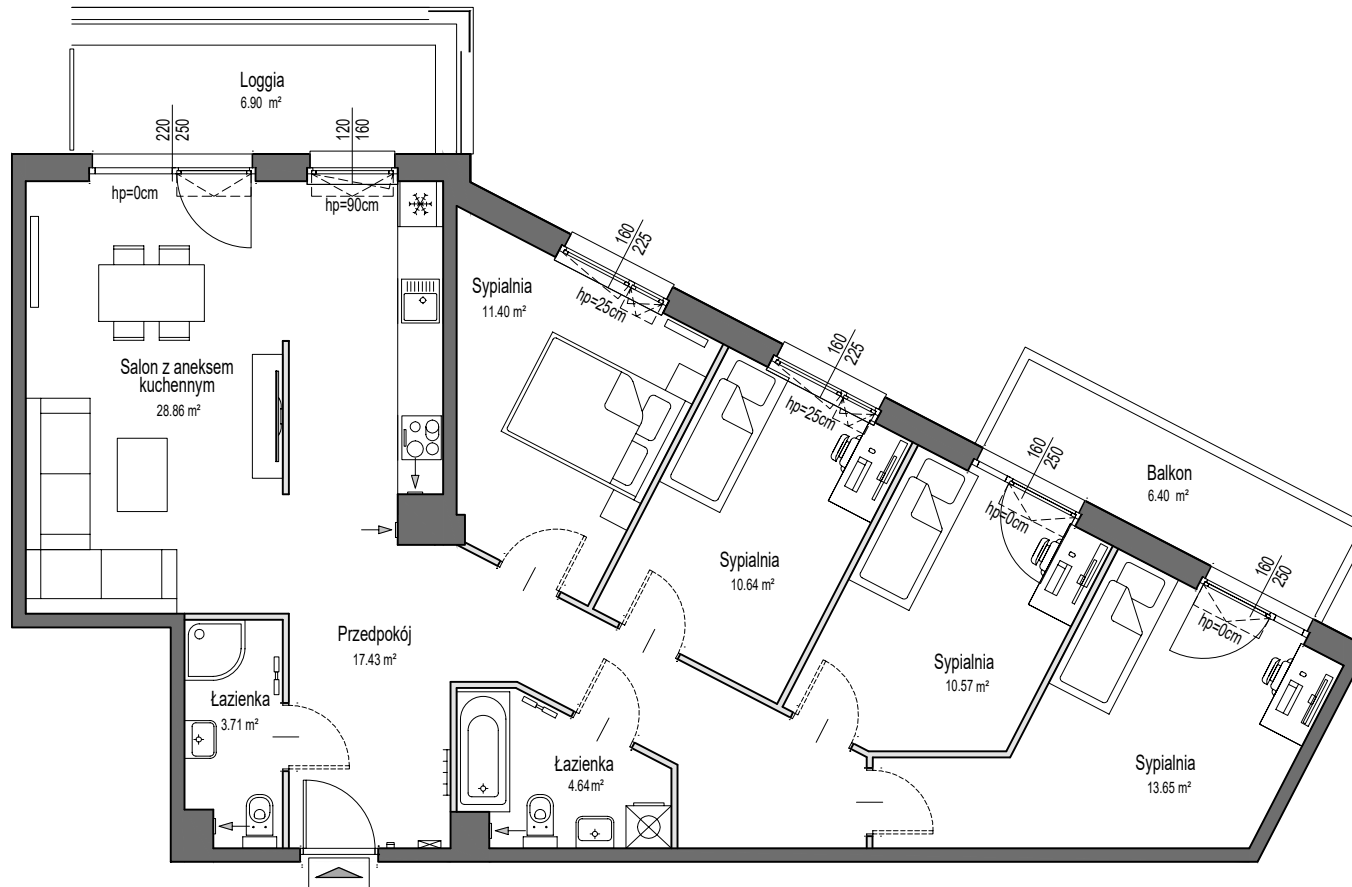 Loggia
6.90 m²
220
250
120
160
hp=0cm
hp=90cm
160
225
Sypialnia
11.40 m²
hp=25cm
160
225
Salon z aneksem
kuchennym
28.86 m²
hp=25cm
160
250
Balkon
6.40 m²
hp=0cm
Sypialnia
10.64 m²
160
250
hp=0cm
Przedpokój
17.43 m²
Sypialnia
10.57 m²
Łazienka
3.71 m²
Łazienka
4.64m²
Sypialnia
13.65 m²